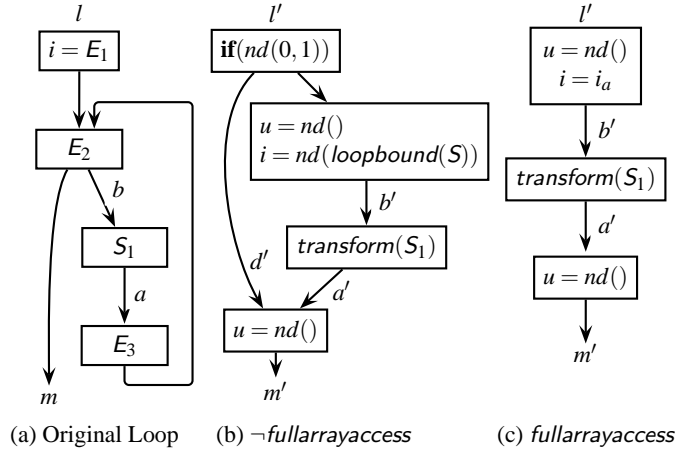 l
i = E₁
E₂
b
S₁
a
E₃
m
(a) Original Loop
l′
if(nd(0,1))
u = nd()
i = nd(loopbound(S))
b′
transform(S₁)
d′
a′
u = nd()
m′
(b) ¬fullarrayaccess
l′
u = nd()
i = iₐ
b′
transform(S₁)
a′
u = nd()
m′
(c) fullarrayaccess